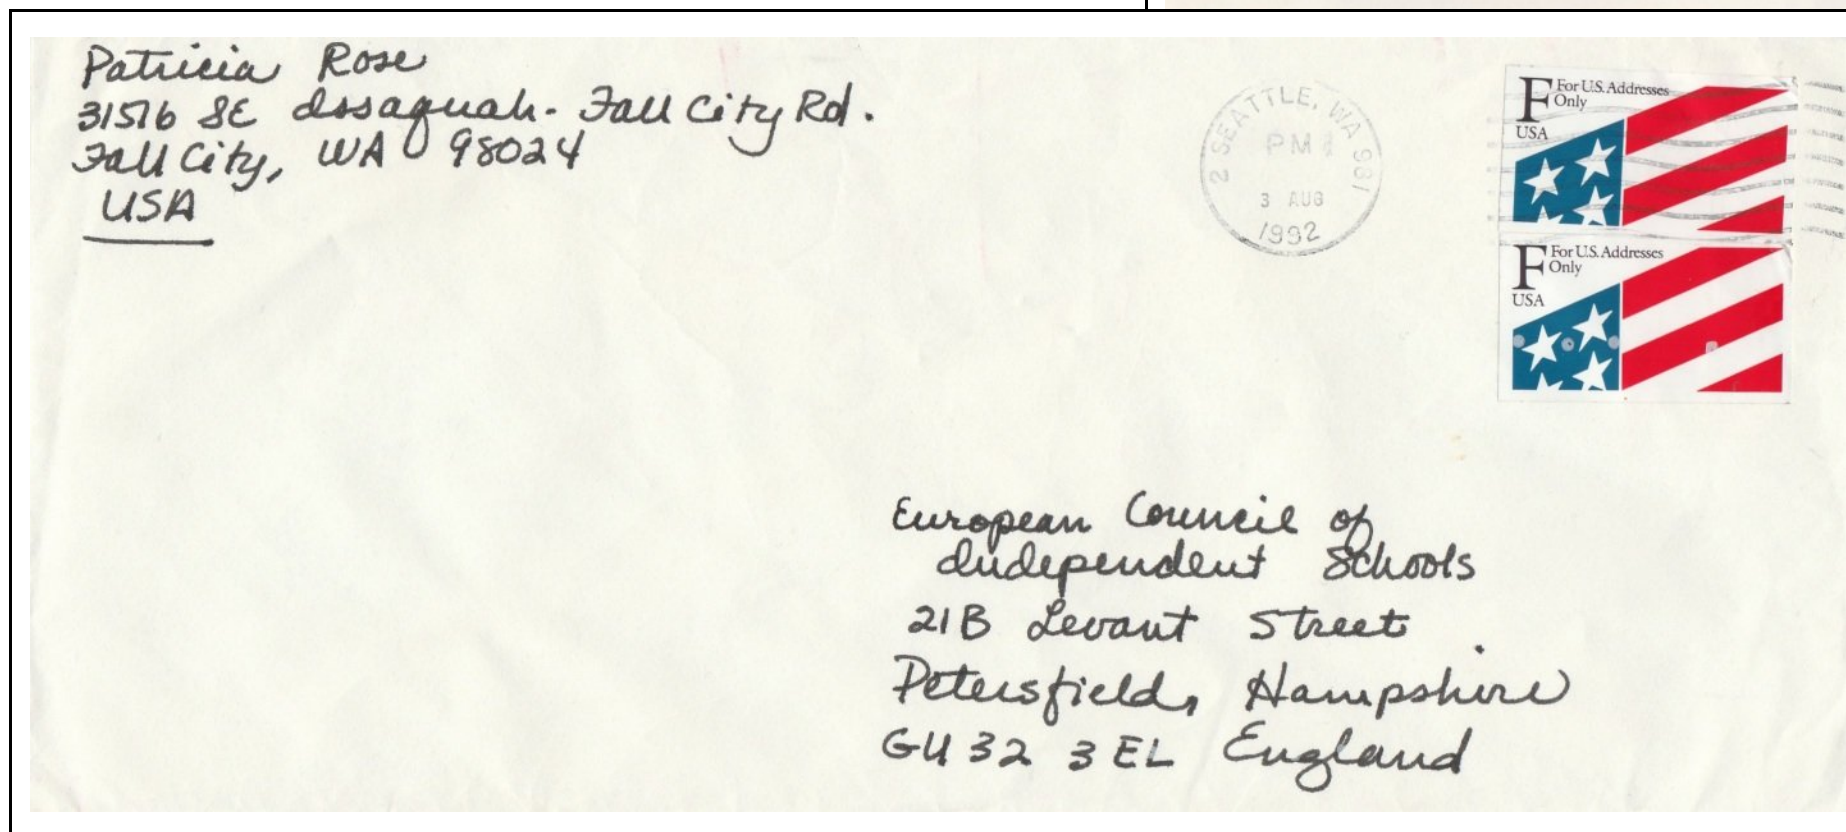 Patricia Rose
31516 SE Issaquah-Fall City Rd.
Fall City, WA 98024
USA
2 SEATTLE, WA 981
PM
3 AUG
1992
F For U.S. Addresses
Only
USA
F For U.S. Addresses
Only
USA
European Council of
Independent Schools
21B Levant Street
Petersfield, Hampshire
GU32 3EL England